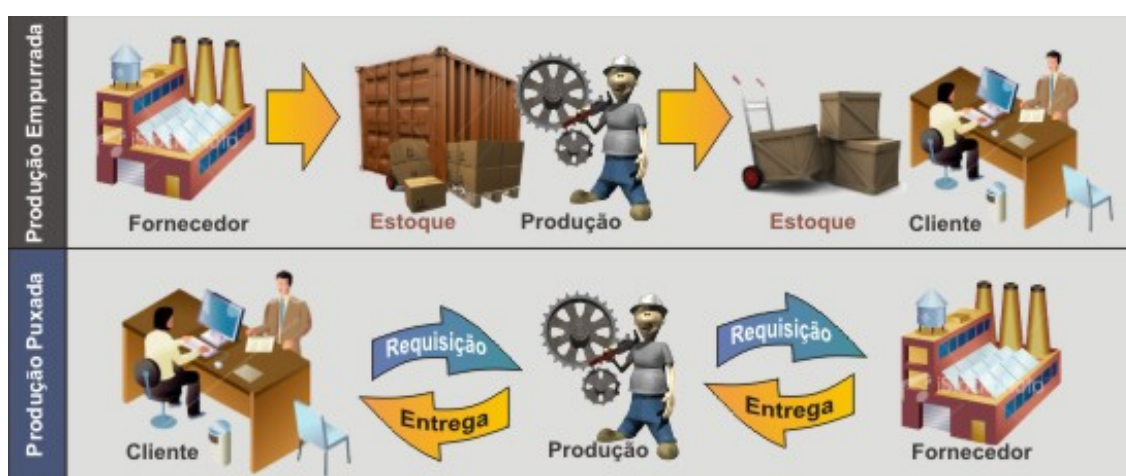 Produção Empurrada
Fornecedor
Estoque
Produção
Estoque
Cliente
Produção Puxada
Requisição
Requisição
Entrega
Entrega
Cliente
Produção
Fornecedor